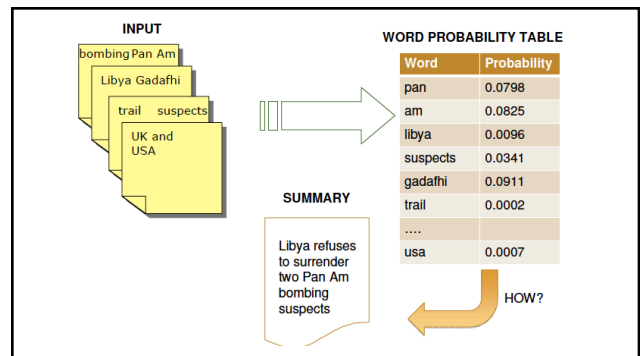 INPUT
bombing Pan Am
Libya Gadafhi
trail suspects
UK and
USA
WORD PROBABILITY TABLE
Word Probability
pan 0.0798
am 0.0825
libya 0.0096
suspects 0.0341
gadafhi 0.0911
trail 0.0002
....
usa 0.0007
HOW?
SUMMARY
Libya refuses
to surrender
two Pan Am
bombing
suspects